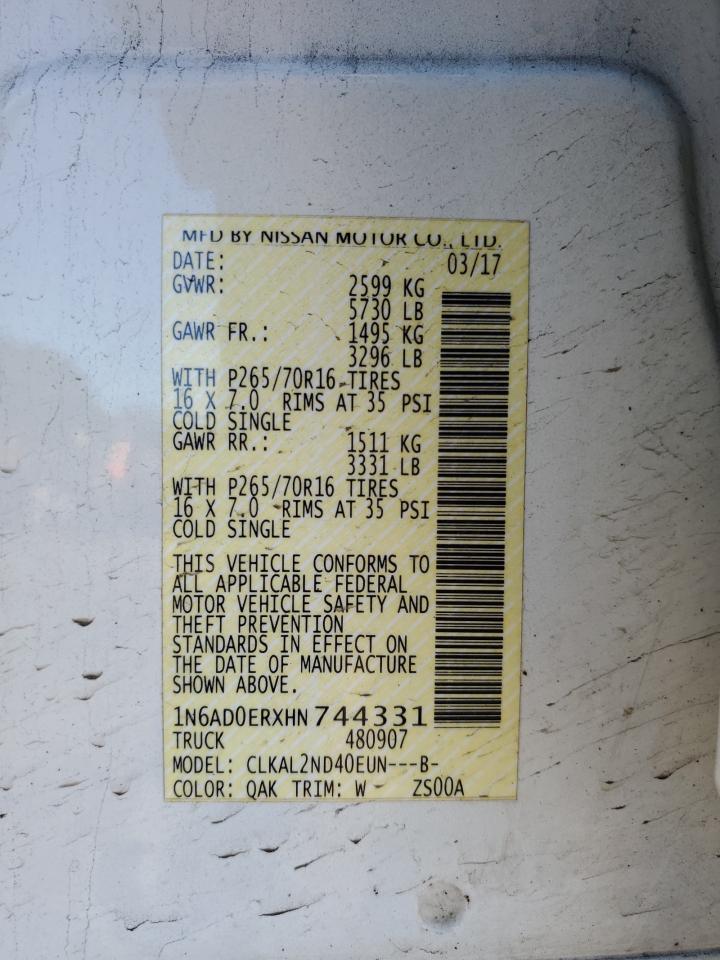 MFD BY NISSAN MOTOR CO., LTD.
DATE: 03/17
GVWR: 2599 KG
5730 LB
GAWR FR.: 1495 KG
3296 LB
WITH P265/70R16 TIRES
16 X 7.0 RIMS AT 35 PSI
COLD SINGLE
GAWR RR.: 1511 KG
3331 LB
WITH P265/70R16 TIRES
16 X 7.0 RIMS AT 35 PSI
COLD SINGLE
THIS VEHICLE CONFORMS TO
ALL APPLICABLE FEDERAL
MOTOR VEHICLE SAFETY AND
THEFT PREVENTION
STANDARDS IN EFFECT ON
THE DATE OF MANUFACTURE
SHOWN ABOVE.
1N6AD0ERXHN744331
TRUCK 480907
MODEL: CLKAL2ND40EUN---B-
COLOR: QAK TRIM: W ZS00A